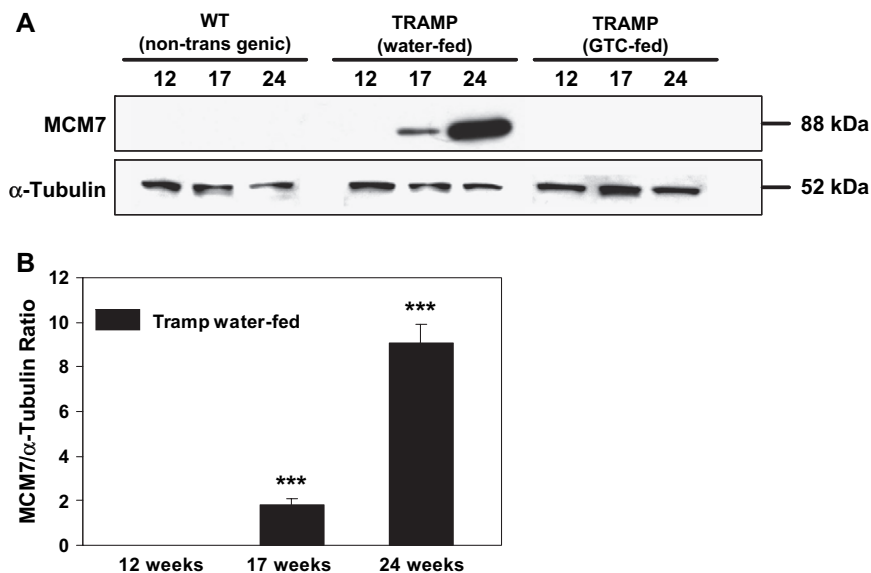 A
WT
(non-trans genic)
TRAMP
(water-fed)
TRAMP
(GTC-fed)
12 17 24 12 17 24 12 17 24
MCM7 88 kDa
α-Tubulin 52 kDa
B
MCM7/α-Tubulin Ratio
12
10
8
6
4
2
0
Tramp water-fed
***
***
12 weeks 17 weeks 24 weeks